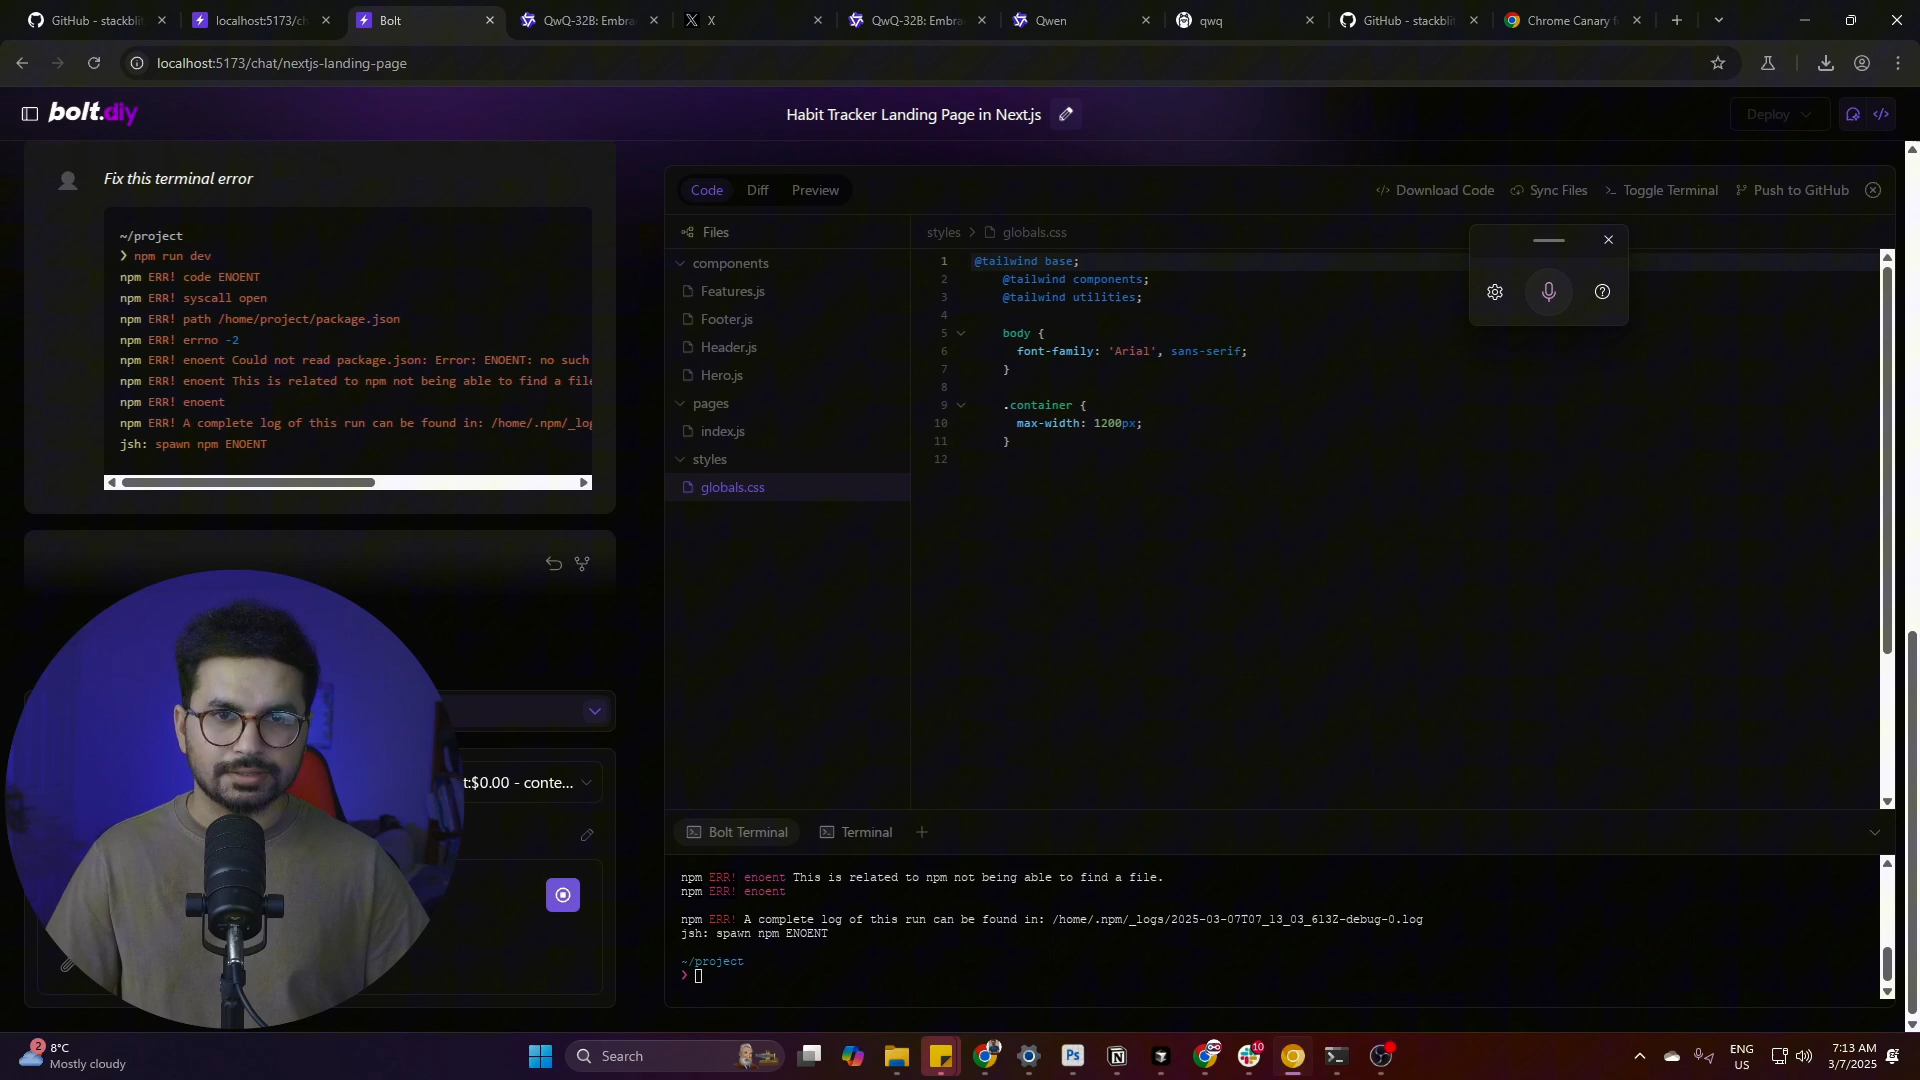 GitHub - stackblit
localhost:5173/ch
Bolt
QwQ-32B: Embra
X
QwQ-32B: Embra
Qwen
qwq
GitHub - stackblit
Chrome Canary f
localhost:5173/chat/nextjs-landing-page
bolt.diy
Habit Tracker Landing Page in Next.js
Deploy
Fix this terminal error
~/project
❯ npm run dev
npm ERR! code ENOENT
npm ERR! syscall open
npm ERR! path /home/project/package.json
npm ERR! errno -2
npm ERR! enoent Could not read package.json: Error: ENOENT: no such
npm ERR! enoent This is related to npm not being able to find a file
npm ERR! enoent
npm ERR! A complete log of this run can be found in: /home/.npm/_log
jsh: spawn npm ENOENT
t:$0.00 - conte...
Code
Diff
Preview
Download Code
Sync Files
Toggle Terminal
Push to GitHub
Files
components
Features.js
Footer.js
Header.js
Hero.js
pages
index.js
styles
globals.css
styles > globals.css
1 @tailwind base;
2 @tailwind components;
3 @tailwind utilities;
4
5 body {
6 font-family: 'Arial', sans-serif;
7 }
8
9 .container {
10 max-width: 1200px;
11 }
12
Bolt Terminal
Terminal
npm ERR! enoent This is related to npm not being able to find a file.
npm ERR! enoent
npm ERR! A complete log of this run can be found in: /home/.npm/_logs/2025-03-07T07_13_03_613Z-debug-0.log
jsh: spawn npm ENOENT
~/project
❯
2
8°C
Mostly cloudy
Search
Ps
10
ENG
US
7:13 AM
3/7/2025